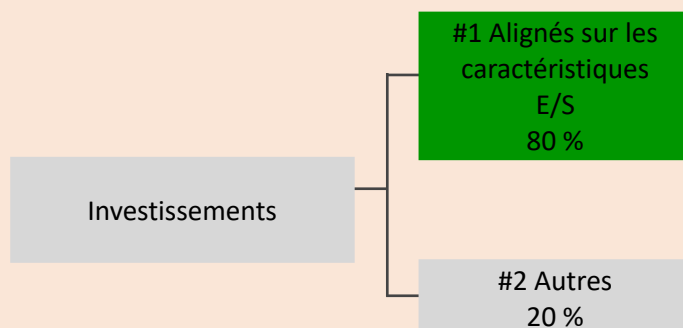 #1 Alignés sur les
caractéristiques
E/S
80 %
Investissements
#2 Autres
20 %